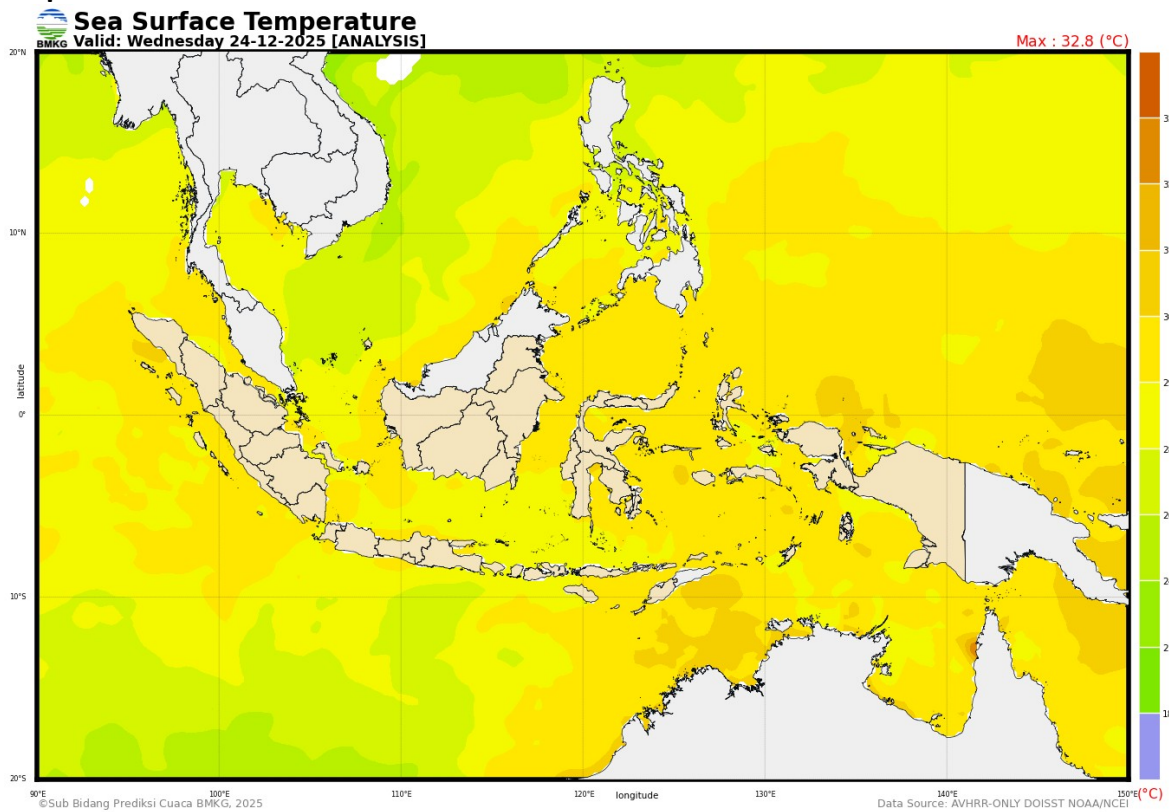 Sea Surface Temperature
BMKG
Valid: Wednesday 24-12-2025 [ANALYSIS]
Max : 32.8 (°C)
20°N
10°N
latitude
0°
10°S
20°S
90°E
100°E
110°E
120°E
longitude
130°E
140°E
150°E
(°C)
©Sub Bidang Prediksi Cuaca BMKG, 2025
Data Source: AVHRR-ONLY DOISST NOAA/NCEI